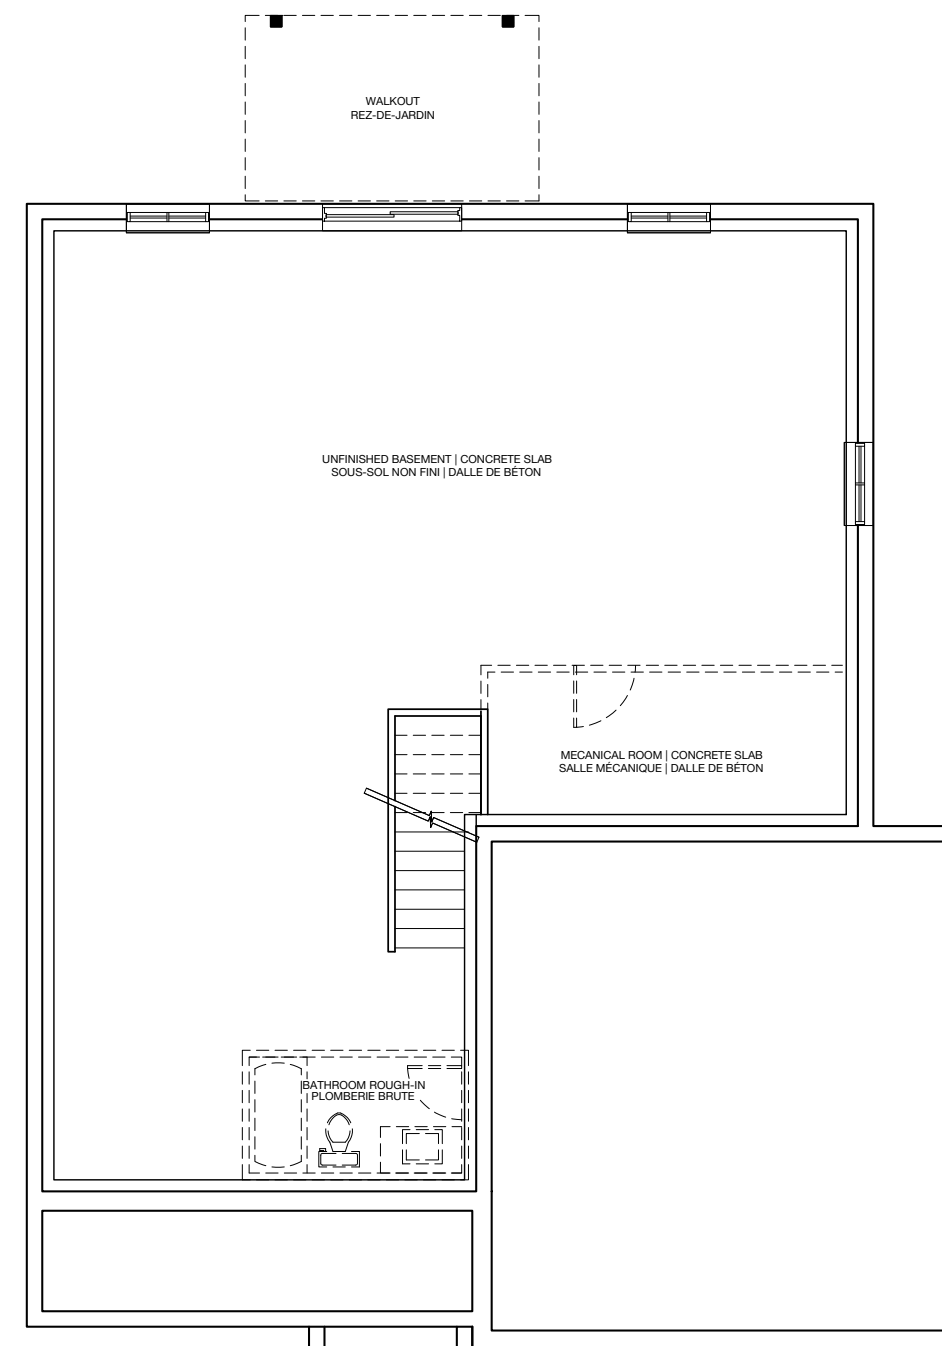 WALKOUT
REZ-DE-JARDIN
UNFINISHED BASEMENT | CONCRETE SLAB
SOUS-SOL NON FINI | DALLE DE BÉTON
MECANICAL ROOM | CONCRETE SLAB
SALLE MÉCANIQUE | DALLE DE BÉTON
BATHROOM ROUGH-IN
PLOMBERIE BRUTE